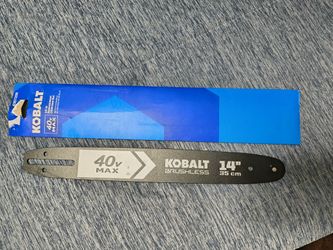 KOBALT
40v
MAX
40v
MAX
KOBALT
BRUSHLESS
14"
35 cm